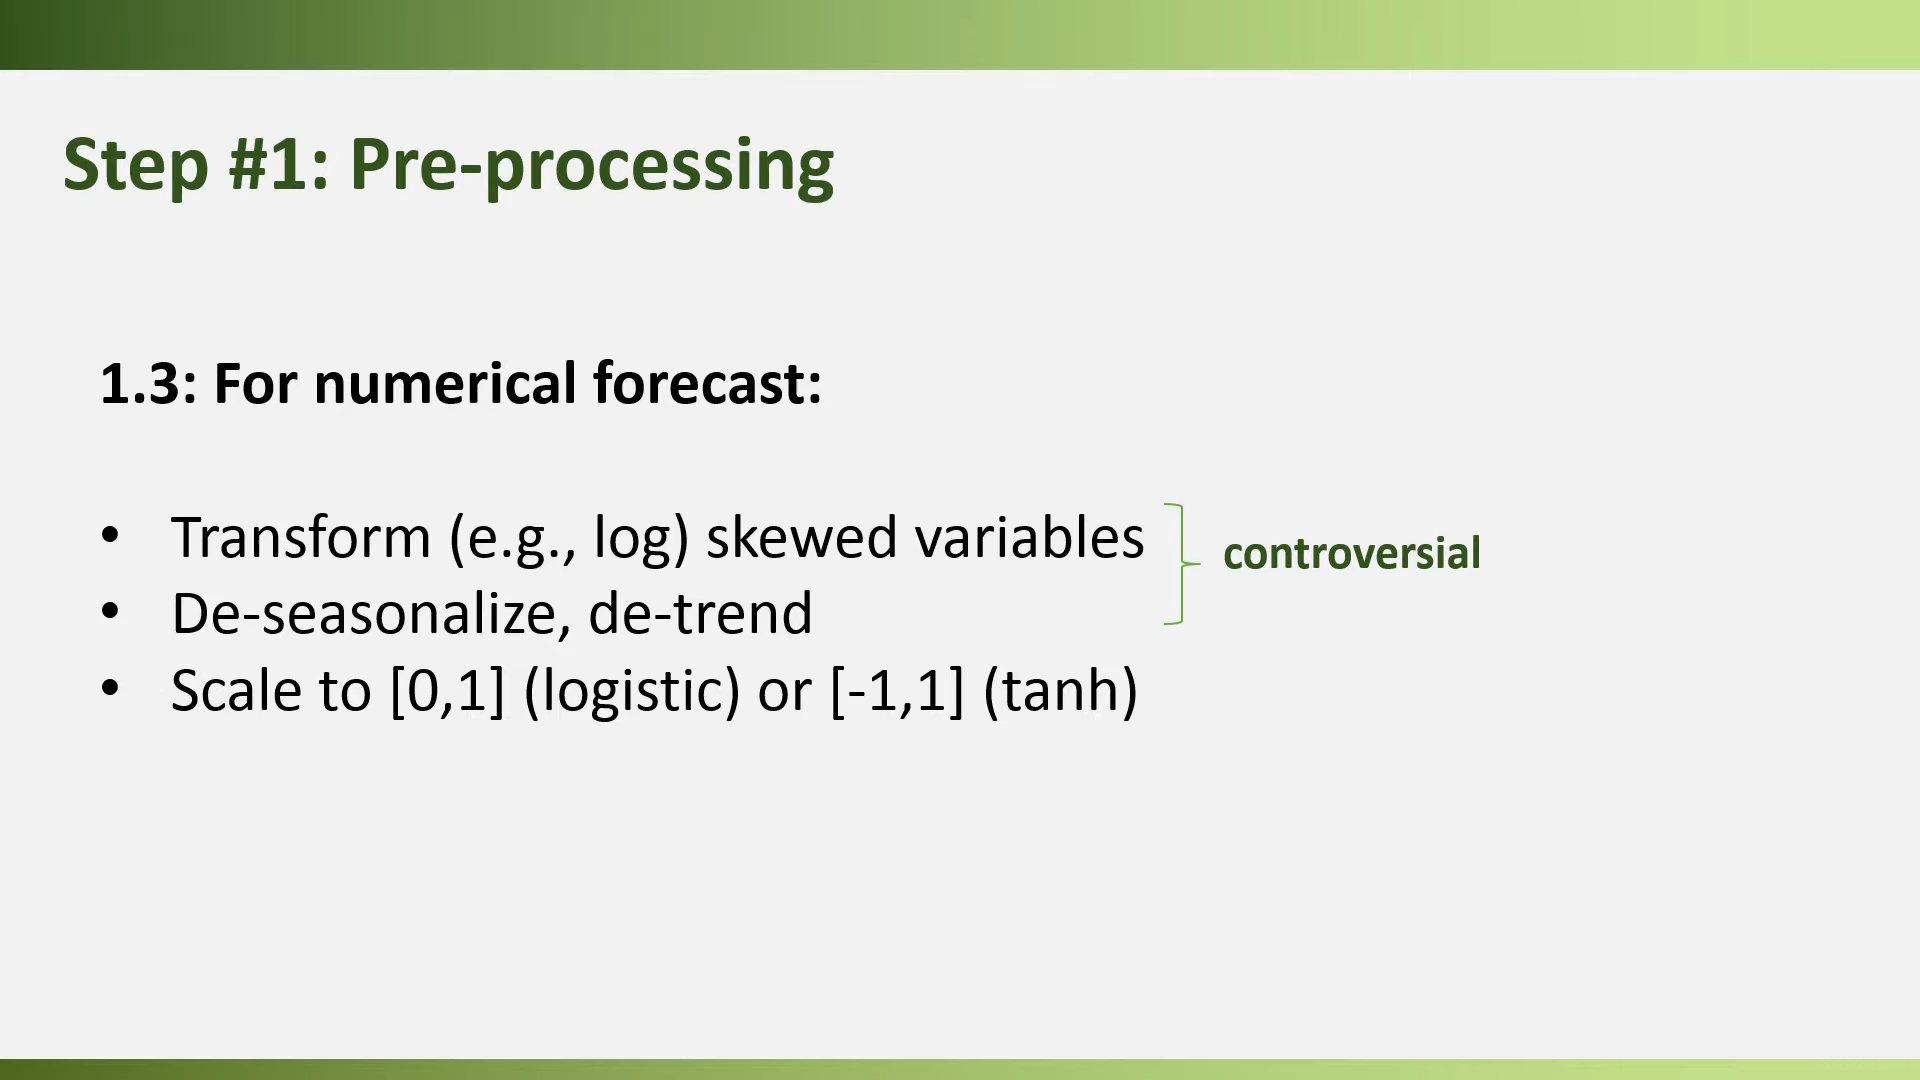 Step #1: Pre-processing
1.3: For numerical forecast:
• Transform (e.g., log) skewed variables
controversial
• De-seasonalize, de-trend
• Scale to [0,1] (logistic) or [-1,1] (tanh)